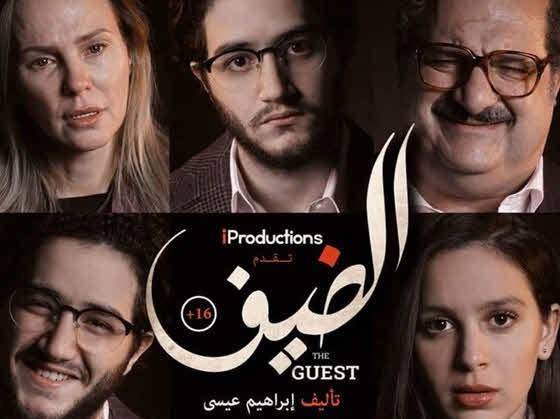 iProductions
تقدم
الضيف
+16
THE
GUEST
تأليف إبراهيم عيسى